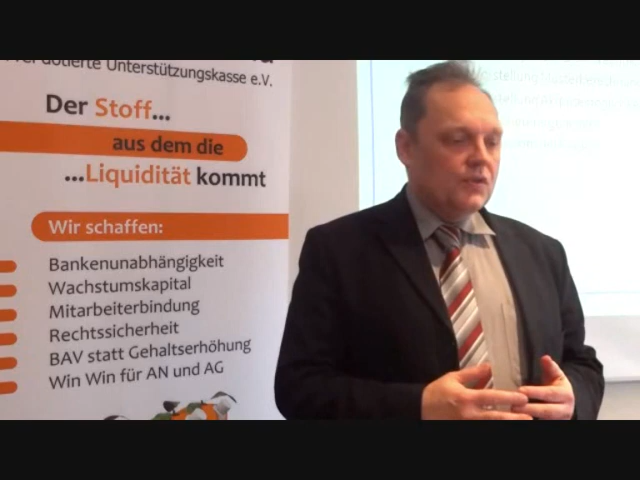 dotierte Unterstützungskasse e.V.
Der Stoff...
aus dem die
...Liquidität kommt
Wir schaffen:
Bankenunabhängigkeit
Wachstumskapital
Mitarbeiterbindung
Rechtssicherheit
BAV statt Gehaltserhöhung
Win Win für AN und AG